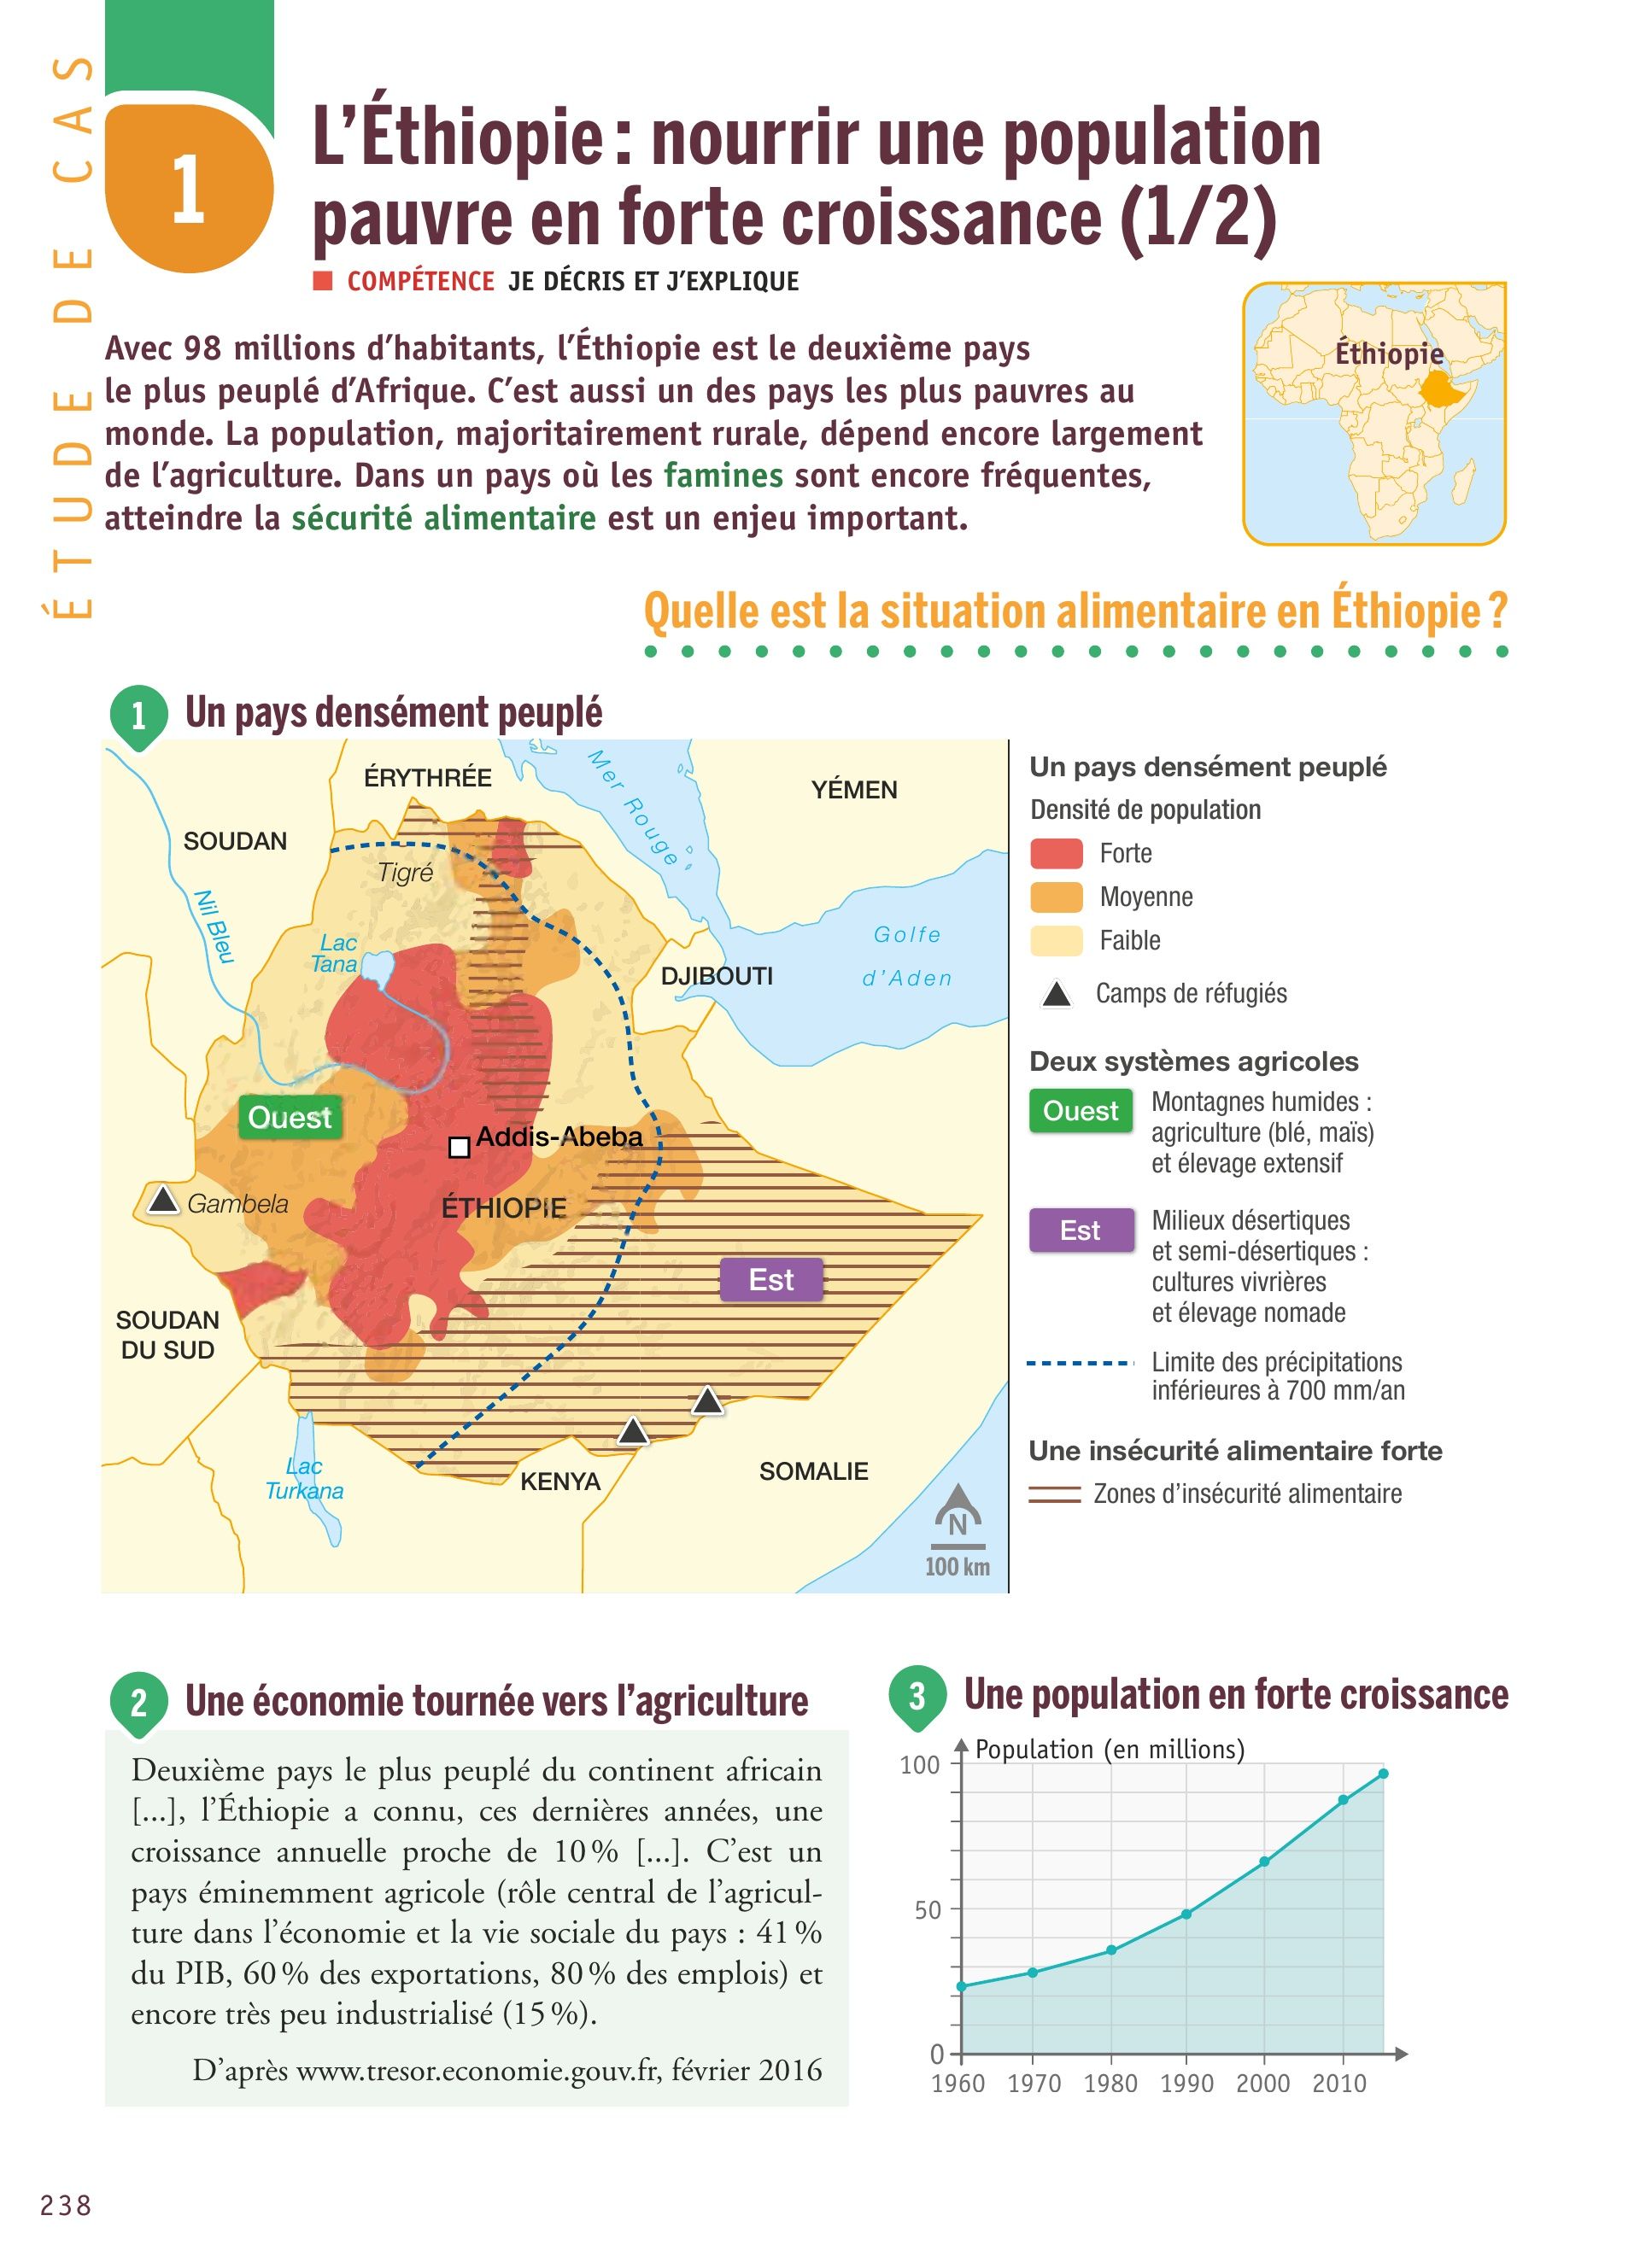 ÉTUDE DE CAS
1
L’Éthiopie : nourrir une population
pauvre en forte croissance (1/2)
COMPÉTENCE JE DÉCRIS ET J’EXPLIQUE
Avec 98 millions d’habitants, l’Éthiopie est le deuxième pays
le plus peuplé d’Afrique. C’est aussi un des pays les plus pauvres au
monde. La population, majoritairement rurale, dépend encore largement
de l’agriculture. Dans un pays où les famines sont encore fréquentes,
atteindre la sécurité alimentaire est un enjeu important.
Éthiopie
Quelle est la situation alimentaire en Éthiopie ?
1 Un pays densément peuplé
ÉRYTHRÉE
Mer Rouge
YÉMEN
SOUDAN
Tigré
Nil Bleu
Lac
Tana
Golfe
d’Aden
DJIBOUTI
Ouest
Addis-Abeba
Gambela
ÉTHIOPIE
Est
SOUDAN
DU SUD
Lac
Turkana
KENYA
SOMALIE
N
100 km
Un pays densément peuplé
Densité de population
Forte
Moyenne
Faible
Camps de réfugiés
Deux systèmes agricoles
Ouest
Montagnes humides :
agriculture (blé, maïs)
et élevage extensif
Est
Milieux désertiques
et semi-désertiques :
cultures vivrières
et élevage nomade
Limite des précipitations
inférieures à 700 mm/an
Une insécurité alimentaire forte
Zones d’insécurité alimentaire
2 Une économie tournée vers l’agriculture
Deuxième pays le plus peuplé du continent africain
[...], l’Éthiopie a connu, ces dernières années, une
croissance annuelle proche de 10 % [...]. C’est un
pays éminemment agricole (rôle central de l’agricul-
ture dans l’économie et la vie sociale du pays : 41 %
du PIB, 60 % des exportations, 80 % des emplois) et
encore très peu industrialisé (15 %).
D’après www.tresor.economie.gouv.fr, février 2016
3 Une population en forte croissance
Population (en millions)
100
50
0
1960 1970 1980 1990 2000 2010
238